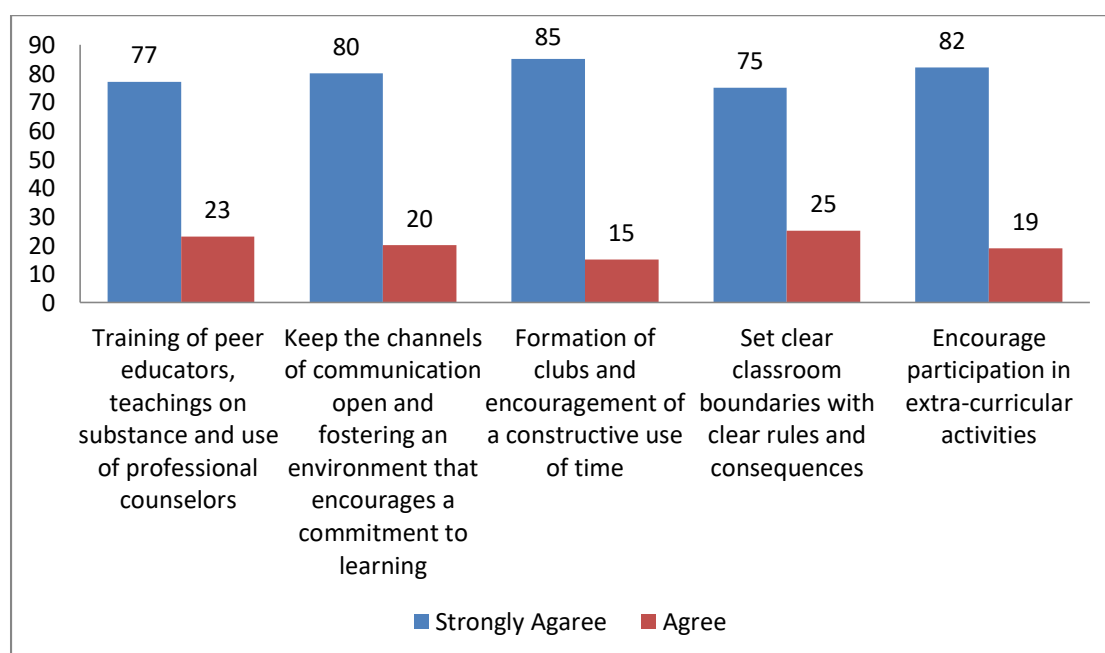 90
80
70
60
50
40
30
20
10
0
77
23
80
20
85
15
75
25
82
19
Training of peer
educators,
teachings on
substance and use
of professional
counselors
Keep the channels
of communication
open and
fostering an
environment that
encourages a
commitment to
learning
Formation of
clubs and
encouragement of
a constructive use
of time
Set clear
classroom
boundaries with
clear rules and
consequences
Encourage
participation in
extra-curricular
activities
Strongly Agaree
Agree